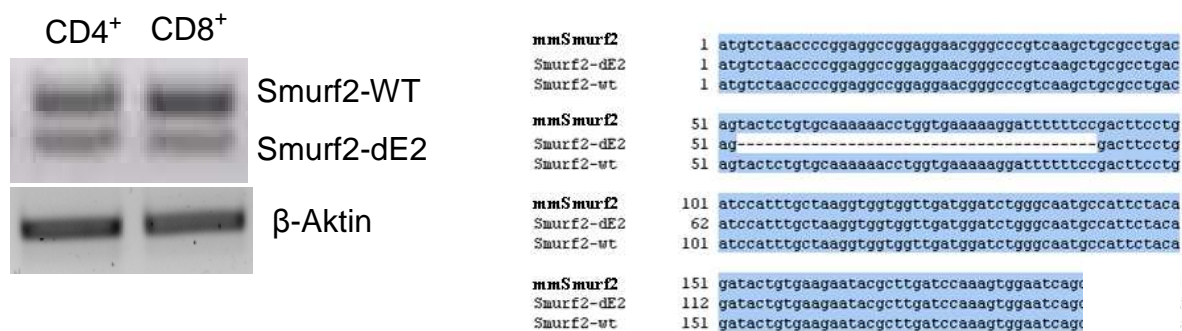 CD4⁺ CD8⁺
Smurf2-WT
Smurf2-dE2
β-Aktin
mmSmurf2 1 atgtctaaccccggaggccggaggaacgggcccgtcaagctgcgcctgac
Smurf2-dE2 1 atgtctaaccccggaggccggaggaacgggcccgtcaagctgcgcctgac
Smurf2-wt 1 atgtctaaccccggaggccggaggaacgggcccgtcaagctgcgcctgac
mmSmurf2 51 agtactctgtgcaaaaaacctggtgaaaaaggattttttccgacttcctg
Smurf2-dE2 51 ag---------------------------------------gacttcctg
Smurf2-wt 51 agtactctgtgcaaaaaacctggtgaaaaaggattttttccgacttcctg
mmSmurf2 101 atccatttgctaaggtggtggttgatggatctgggcaatgccattctaca
Smurf2-dE2 62 atccatttgctaaggtggtggttgatggatctgggcaatgccattctaca
Smurf2-wt 101 atccatttgctaaggtggtggttgatggatctgggcaatgccattctaca
mmSmurf2 151 gatactgtgaagaatacgcttgatccaaagtggaatcagc
Smurf2-dE2 112 gatactgtgaagaatacgcttgatccaaagtggaatcagc
Smurf2-wt 151 gatactgtgaagaatacgcttgatccaaagtggaatcagc